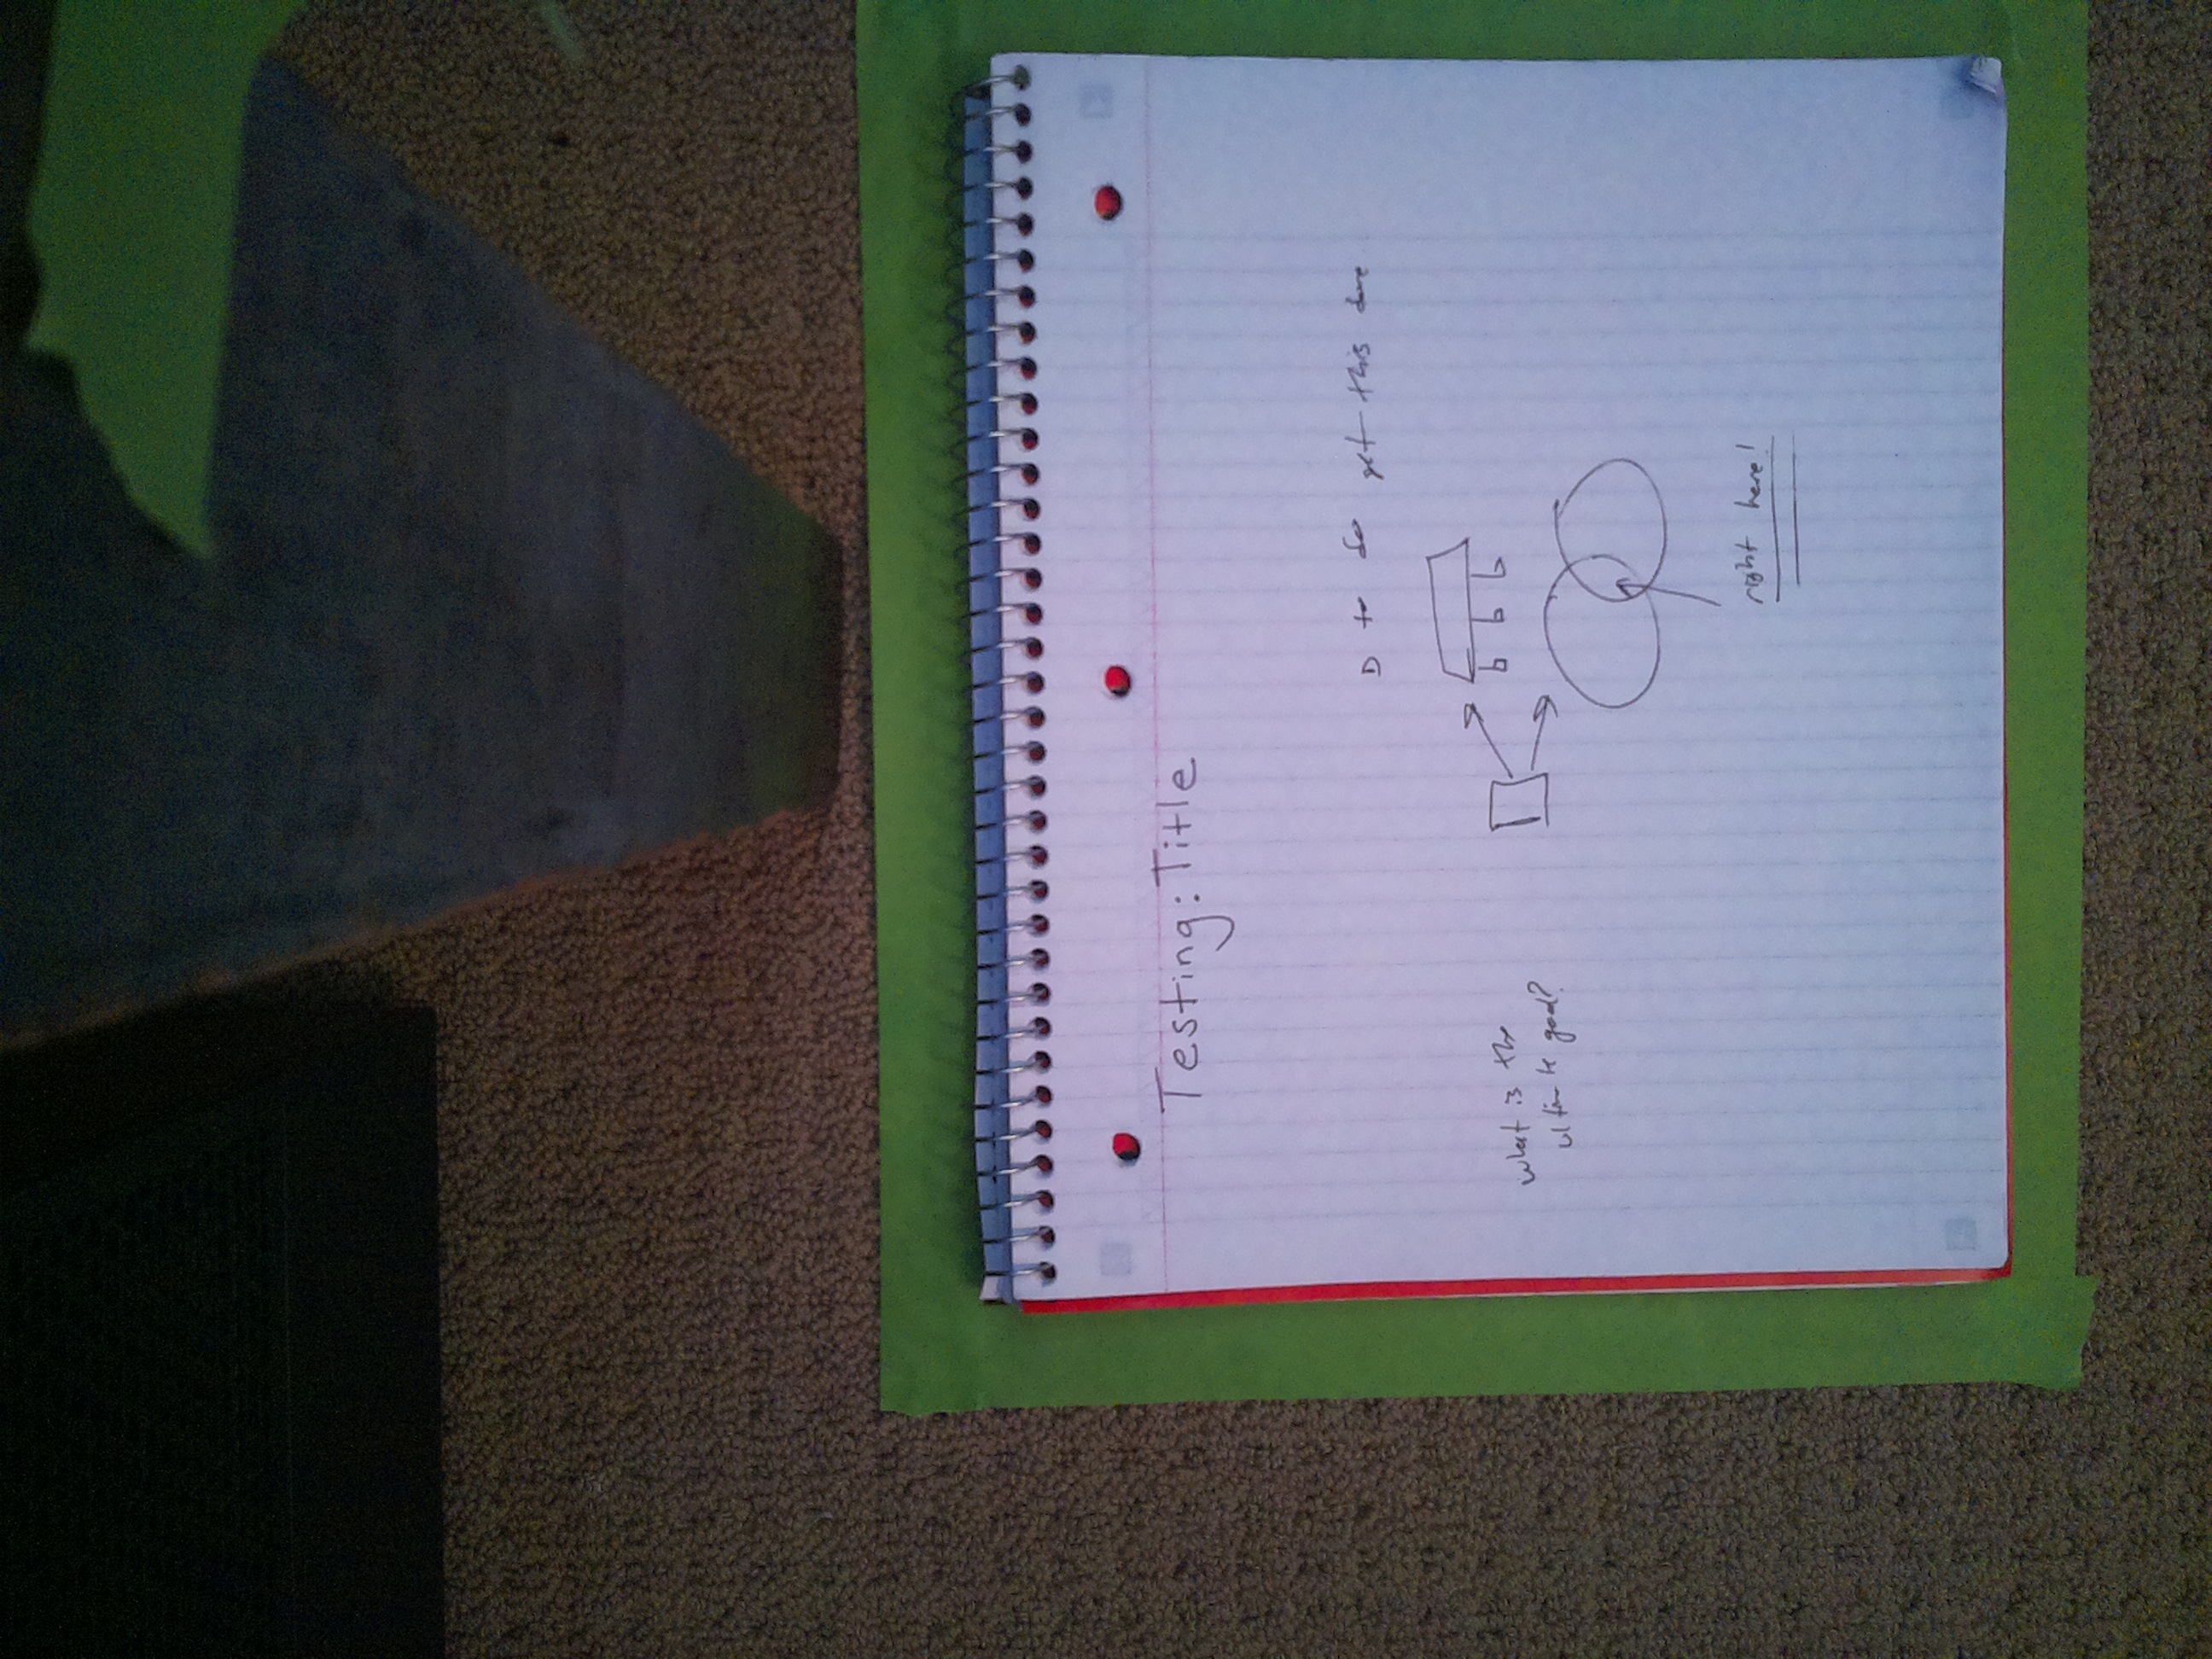 Testing: Title
▷ to do get this done
what is the
ultimate goal?
b b b
right here!